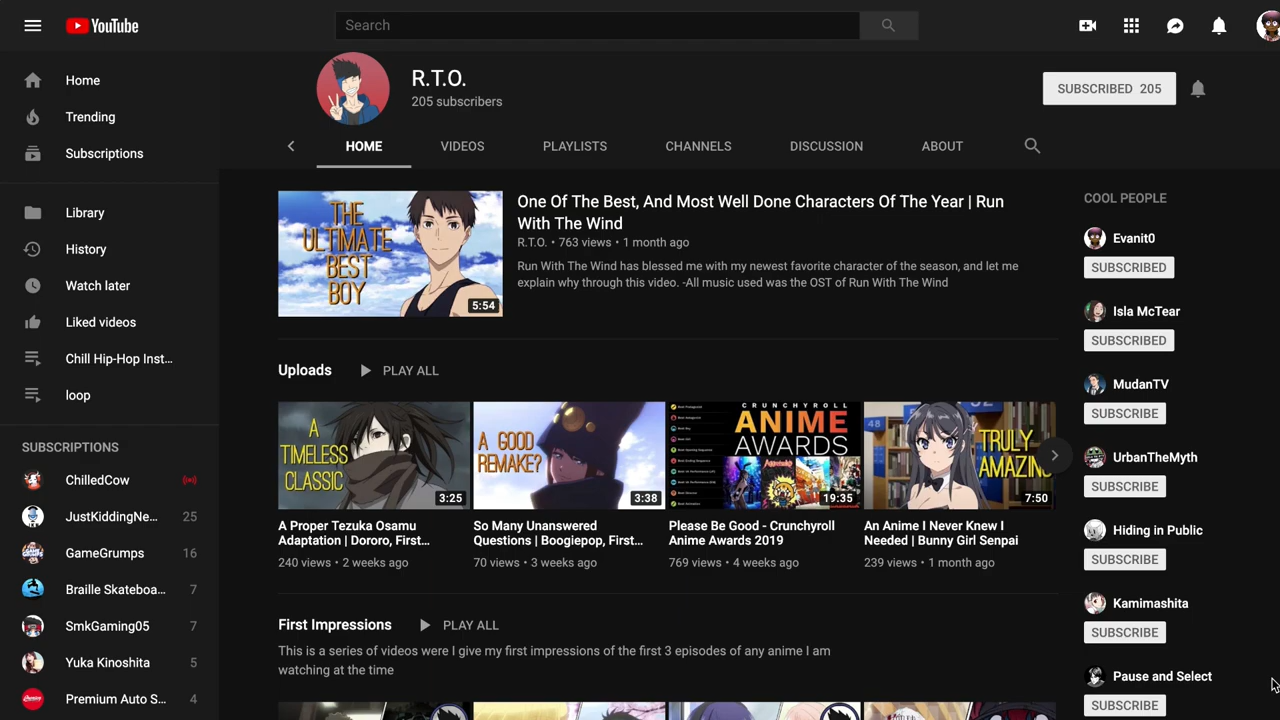 YouTube
Search
Home
Trending
Subscriptions
Library
History
Watch later
Liked videos
Chill Hip-Hop Inst...
loop
SUBSCRIPTIONS
ChilledCow
JustKiddingNe... 25
GameGrumps 16
Braille Skateboa... 7
SmkGaming05 7
Yuka Kinoshita 5
Premium Auto S... 4
R.T.O.
205 subscribers
SUBSCRIBED 205
HOME VIDEOS PLAYLISTS CHANNELS DISCUSSION ABOUT
THE
ULTIMATE
BEST
BOY
5:54
One Of The Best, And Most Well Done Characters Of The Year | Run
With The Wind
R.T.O. • 763 views • 1 month ago
Run With The Wind has blessed me with my newest favorite character of the season, and let me
explain why through this video. -All music used was the OST of Run With The Wind
Uploads PLAY ALL
A
TIMELESS
CLASSIC
3:25
A Proper Tezuka Osamu
Adaptation | Dororo, First...
240 views • 2 weeks ago
A GOOD
REMAKE?
3:38
So Many Unanswered
Questions | Boogiepop, First...
70 views • 3 weeks ago
CRUNCHYROLL
ANIME
AWARDS
19:35
Please Be Good - Crunchyroll
Anime Awards 2019
769 views • 4 weeks ago
48
TRULY
AMAZING
7:50
An Anime I Never Knew I
Needed | Bunny Girl Senpai
239 views • 1 month ago
First Impressions PLAY ALL
This is a series of videos were I give my first impressions of the first 3 episodes of any anime I am
watching at the time
COOL PEOPLE
Evanit0
SUBSCRIBED
Isla McTear
SUBSCRIBED
MudanTV
SUBSCRIBE
UrbanTheMyth
SUBSCRIBE
Hiding in Public
SUBSCRIBE
Kamimashita
SUBSCRIBE
Pause and Select
SUBSCRIBE